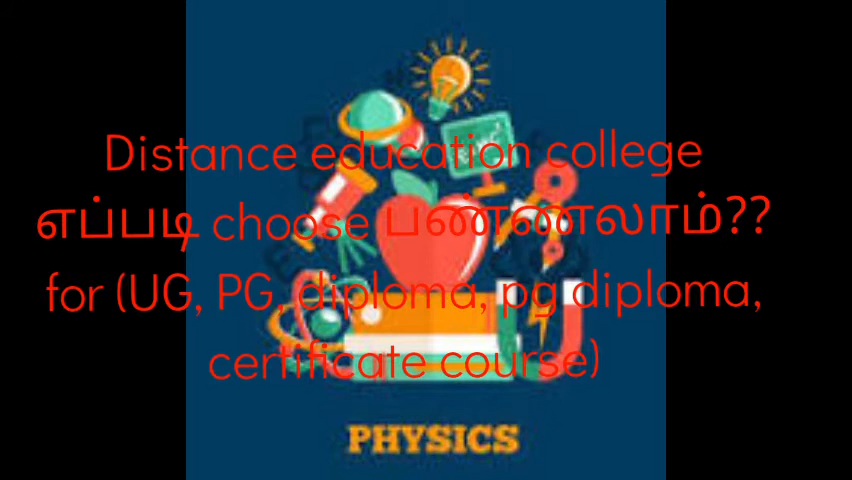 Distance education college
எப்படி choose பண்ணலாம்??
for (UG, PG, diploma, pg diploma,
certificate course)
PHYSICS